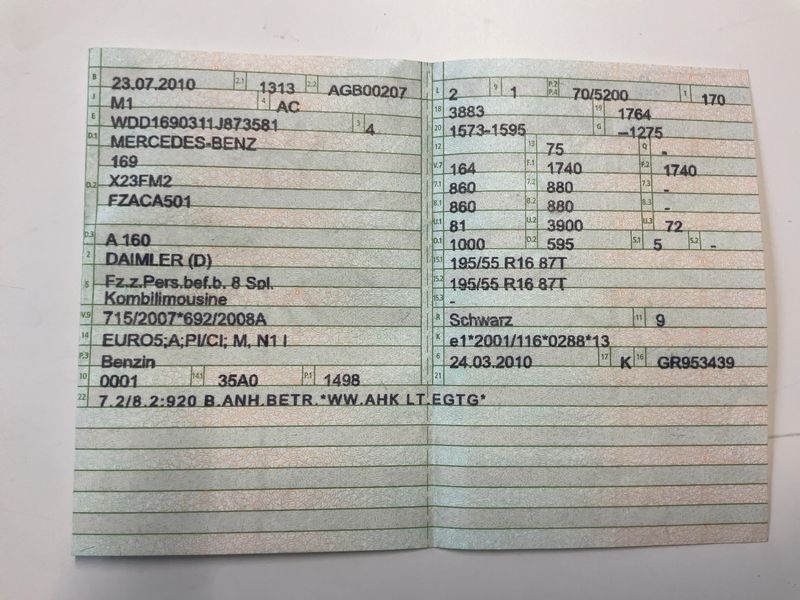 B 23.07.2010 2.1 1313 2.2 AGB00207
J M1 4 AC
E WDD1690311J873581 3 4
D.1 MERCEDES-BENZ
169
D.2 X23FM2
FZACA501
D.3 A 160
2 DAIMLER (D)
5 Fz.z.Pers.bef.b. 8 Spl.
Kombilimousine
V.9 715/2007*692/2008A
14 EURO5;A;PI/CI; M, N1 I
P.3 Benzin
10 0001 14.1 35A0 P.1 1498
22 7.2/8.2:920 B.ANH.BETR.*WW.AHK LT.EGTG*
L 2 9 1 P.2 P.4 70/5200 T 170
18 3883 19 1764
20 1573-1595 G -1275
12 13 75 Q -
V.7 164 F.1 1740 F.2 1740
7.1 860 7.2 880 7.3 -
8.1 860 8.2 880 8.3 -
U.1 81 U.2 3900 U.3 72
O.1 1000 O.2 595 S.1 5 S.2 -
15.1 195/55 R16 87T
15.2 195/55 R16 87T
15.3 -
R Schwarz 11 9
K e1*2001/116*0288*13
6 24.03.2010 17 K 16 GR953439
21